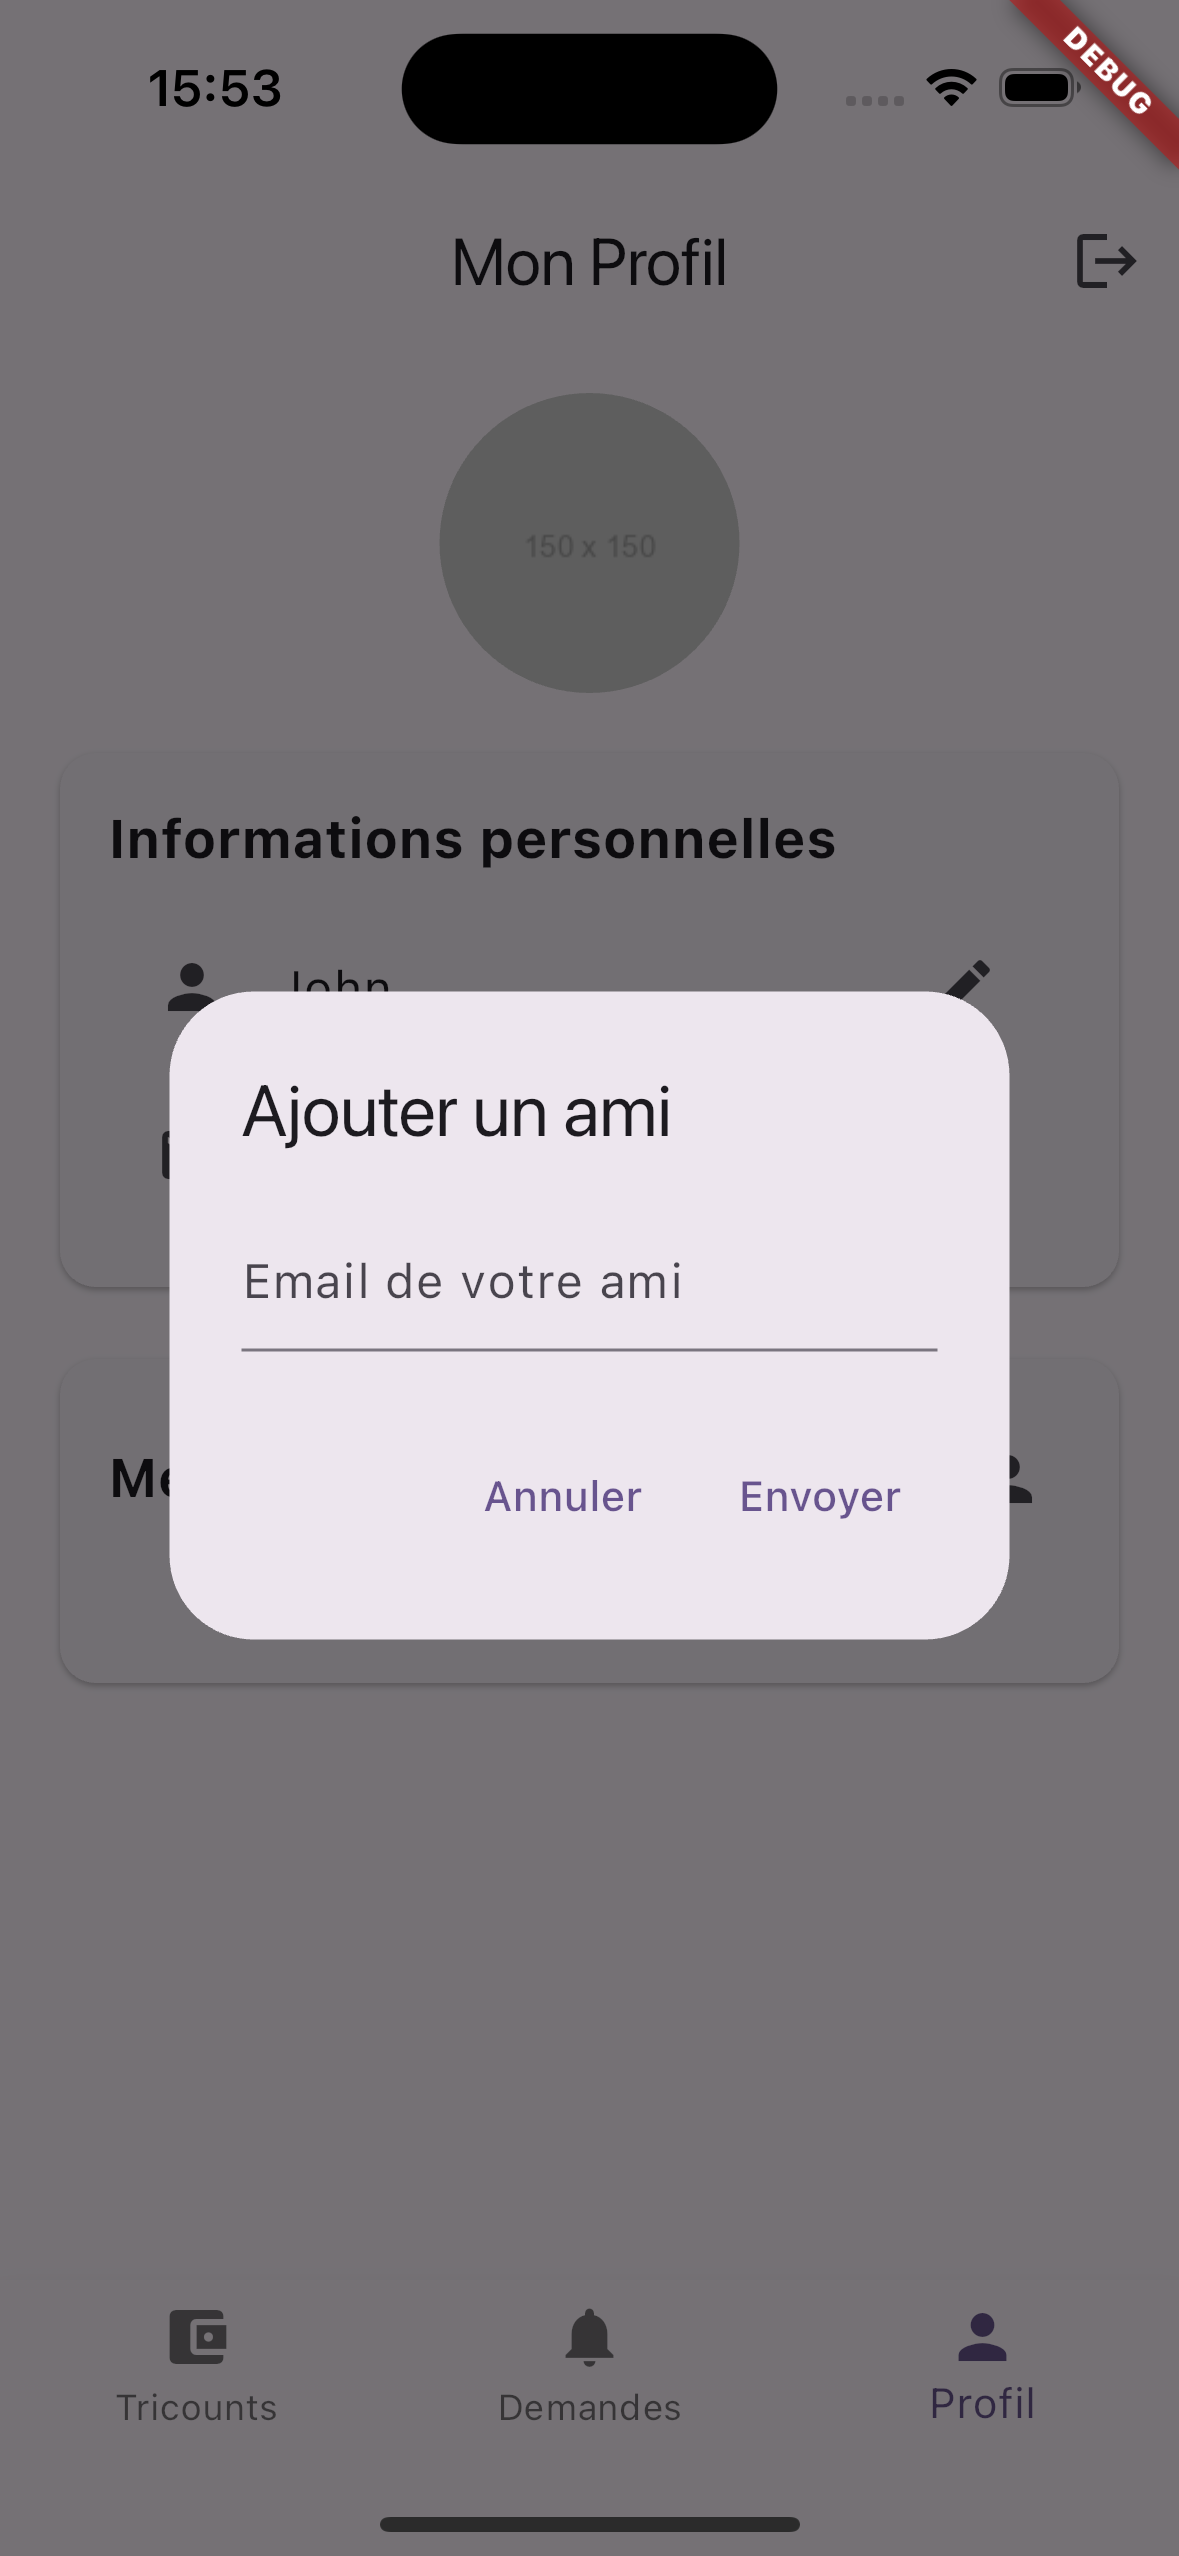 15:53
DEBUG
Mon Profil
150 x 150
Informations personnelles
John
Ajouter un ami
Email de votre ami
Annuler
Envoyer
Tricounts
Demandes
Profil